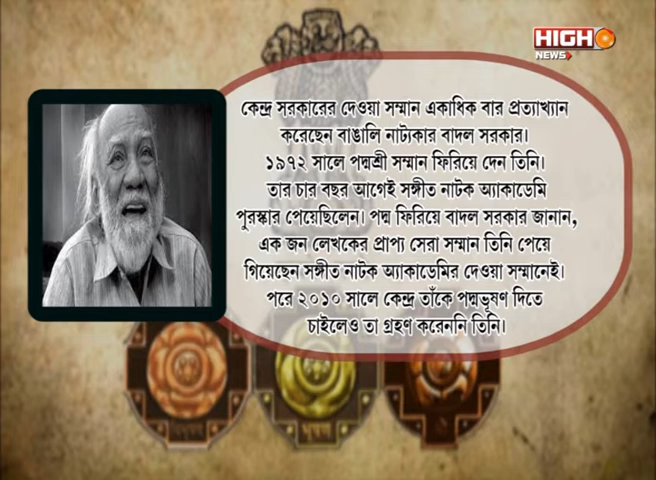 HIGH
NEWS
কেন্দ্র সরকারের দেওয়া সম্মান একাধিক বার প্রত্যাখ্যান
করেছেন বাঙালি নাট্যকার বাদল সরকার।
১৯৭২ সালে পদ্মশ্রী সম্মান ফিরিয়ে দেন তিনি।
তার চার বছর আগেই সঙ্গীত নাটক অ্যাকাডেমি
পুরস্কার পেয়েছিলেন। পদ্ম ফিরিয়ে বাদল সরকার জানান,
এক জন লেখকের প্রাপ্য সেরা সম্মান তিনি পেয়ে
গিয়েছেন সঙ্গীত নাটক অ্যাকাডেমির দেওয়া সম্মানেই।
পরে ২০১০ সালে কেন্দ্র তাঁকে পদ্মভূষণ দিতে
চাইলেও তা গ্রহণ করেননি তিনি।